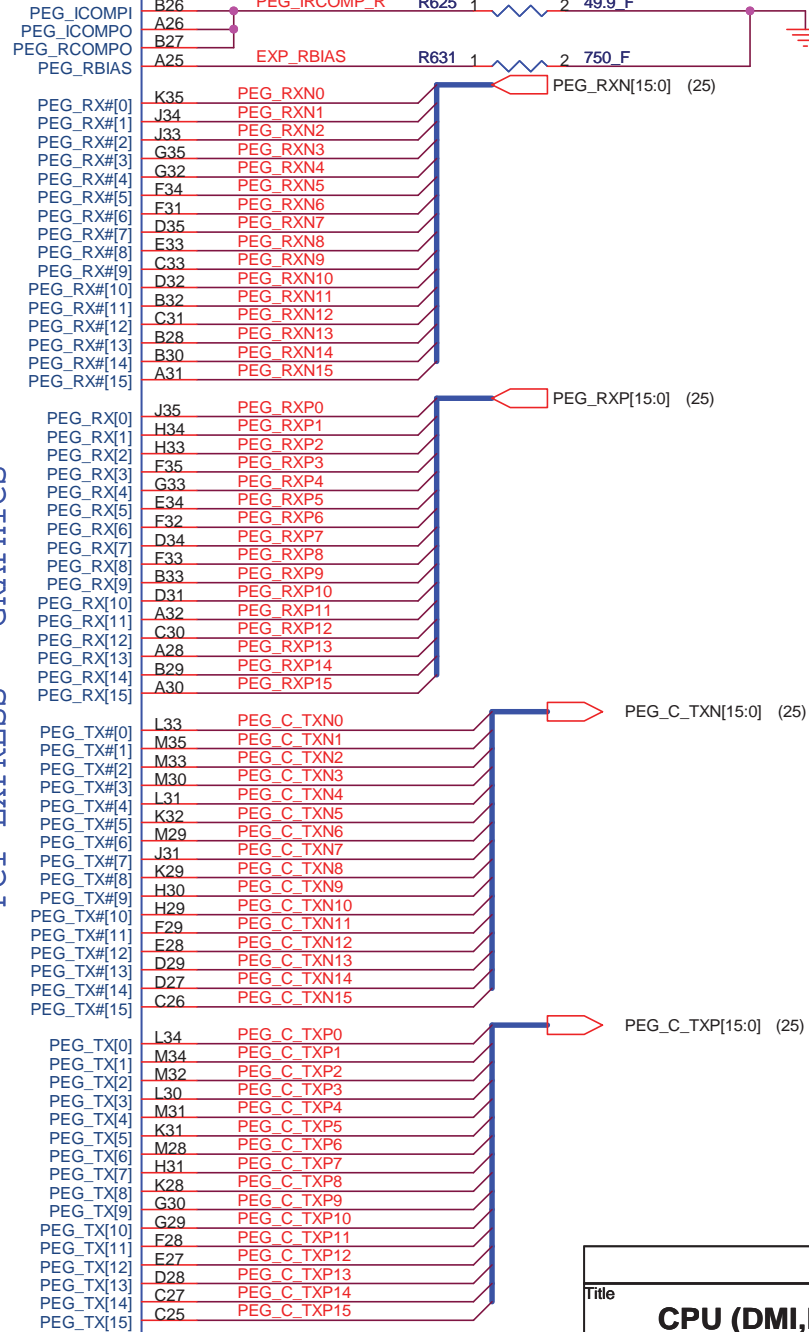 PEG_ICOMPI B26 PEG_IRCOMP_R R625 1 2 49.9_F
PEG_ICOMPO A26
PEG_RCOMPO B27
PEG_RBIAS A25 EXP_RBIAS R631 1 2 750_F
PEG_RXN[15:0] (25)
PEG_RX#[0] K35 PEG_RXN0
PEG_RX#[1] J34 PEG_RXN1
PEG_RX#[2] J33 PEG_RXN2
PEG_RX#[3] G35 PEG_RXN3
PEG_RX#[4] G32 PEG_RXN4
PEG_RX#[5] F34 PEG_RXN5
PEG_RX#[6] F31 PEG_RXN6
PEG_RX#[7] D35 PEG_RXN7
PEG_RX#[8] E33 PEG_RXN8
PEG_RX#[9] C33 PEG_RXN9
PEG_RX#[10] D32 PEG_RXN10
PEG_RX#[11] B32 PEG_RXN11
PEG_RX#[12] C31 PEG_RXN12
PEG_RX#[13] B28 PEG_RXN13
PEG_RX#[14] B30 PEG_RXN14
PEG_RX#[15] A31 PEG_RXN15
PEG_RXP[15:0] (25)
PEG_RX[0] J35 PEG_RXP0
PEG_RX[1] H34 PEG_RXP1
PEG_RX[2] H33 PEG_RXP2
PEG_RX[3] F35 PEG_RXP3
PEG_RX[4] G33 PEG_RXP4
PEG_RX[5] E34 PEG_RXP5
PEG_RX[6] F32 PEG_RXP6
PEG_RX[7] D34 PEG_RXP7
PEG_RX[8] F33 PEG_RXP8
PEG_RX[9] B33 PEG_RXP9
PEG_RX[10] D31 PEG_RXP10
PEG_RX[11] A32 PEG_RXP11
PEG_RX[12] C30 PEG_RXP12
PEG_RX[13] A28 PEG_RXP13
PEG_RX[14] B29 PEG_RXP14
PEG_RX[15] A30 PEG_RXP15
PEG_C_TXN[15:0] (25)
PEG_TX#[0] L33 PEG_C_TXN0
PEG_TX#[1] M35 PEG_C_TXN1
PEG_TX#[2] M33 PEG_C_TXN2
PEG_TX#[3] M30 PEG_C_TXN3
PEG_TX#[4] L31 PEG_C_TXN4
PEG_TX#[5] K32 PEG_C_TXN5
PEG_TX#[6] M29 PEG_C_TXN6
PEG_TX#[7] J31 PEG_C_TXN7
PEG_TX#[8] K29 PEG_C_TXN8
PEG_TX#[9] H30 PEG_C_TXN9
PEG_TX#[10] H29 PEG_C_TXN10
PEG_TX#[11] F29 PEG_C_TXN11
PEG_TX#[12] E28 PEG_C_TXN12
PEG_TX#[13] D29 PEG_C_TXN13
PEG_TX#[14] D27 PEG_C_TXN14
PEG_TX#[15] C26 PEG_C_TXN15
PEG_C_TXP[15:0] (25)
PEG_TX[0] L34 PEG_C_TXP0
PEG_TX[1] M34 PEG_C_TXP1
PEG_TX[2] M32 PEG_C_TXP2
PEG_TX[3] L30 PEG_C_TXP3
PEG_TX[4] M31 PEG_C_TXP4
PEG_TX[5] K31 PEG_C_TXP5
PEG_TX[6] M28 PEG_C_TXP6
PEG_TX[7] H31 PEG_C_TXP7
PEG_TX[8] K28 PEG_C_TXP8
PEG_TX[9] G30 PEG_C_TXP9
PEG_TX[10] G29 PEG_C_TXP10
PEG_TX[11] F28 PEG_C_TXP11
PEG_TX[12] E27 PEG_C_TXP12
PEG_TX[13] D28 PEG_C_TXP13
PEG_TX[14] C27 PEG_C_TXP14
PEG_TX[15] C25 PEG_C_TXP15
Title
CPU (DMI,